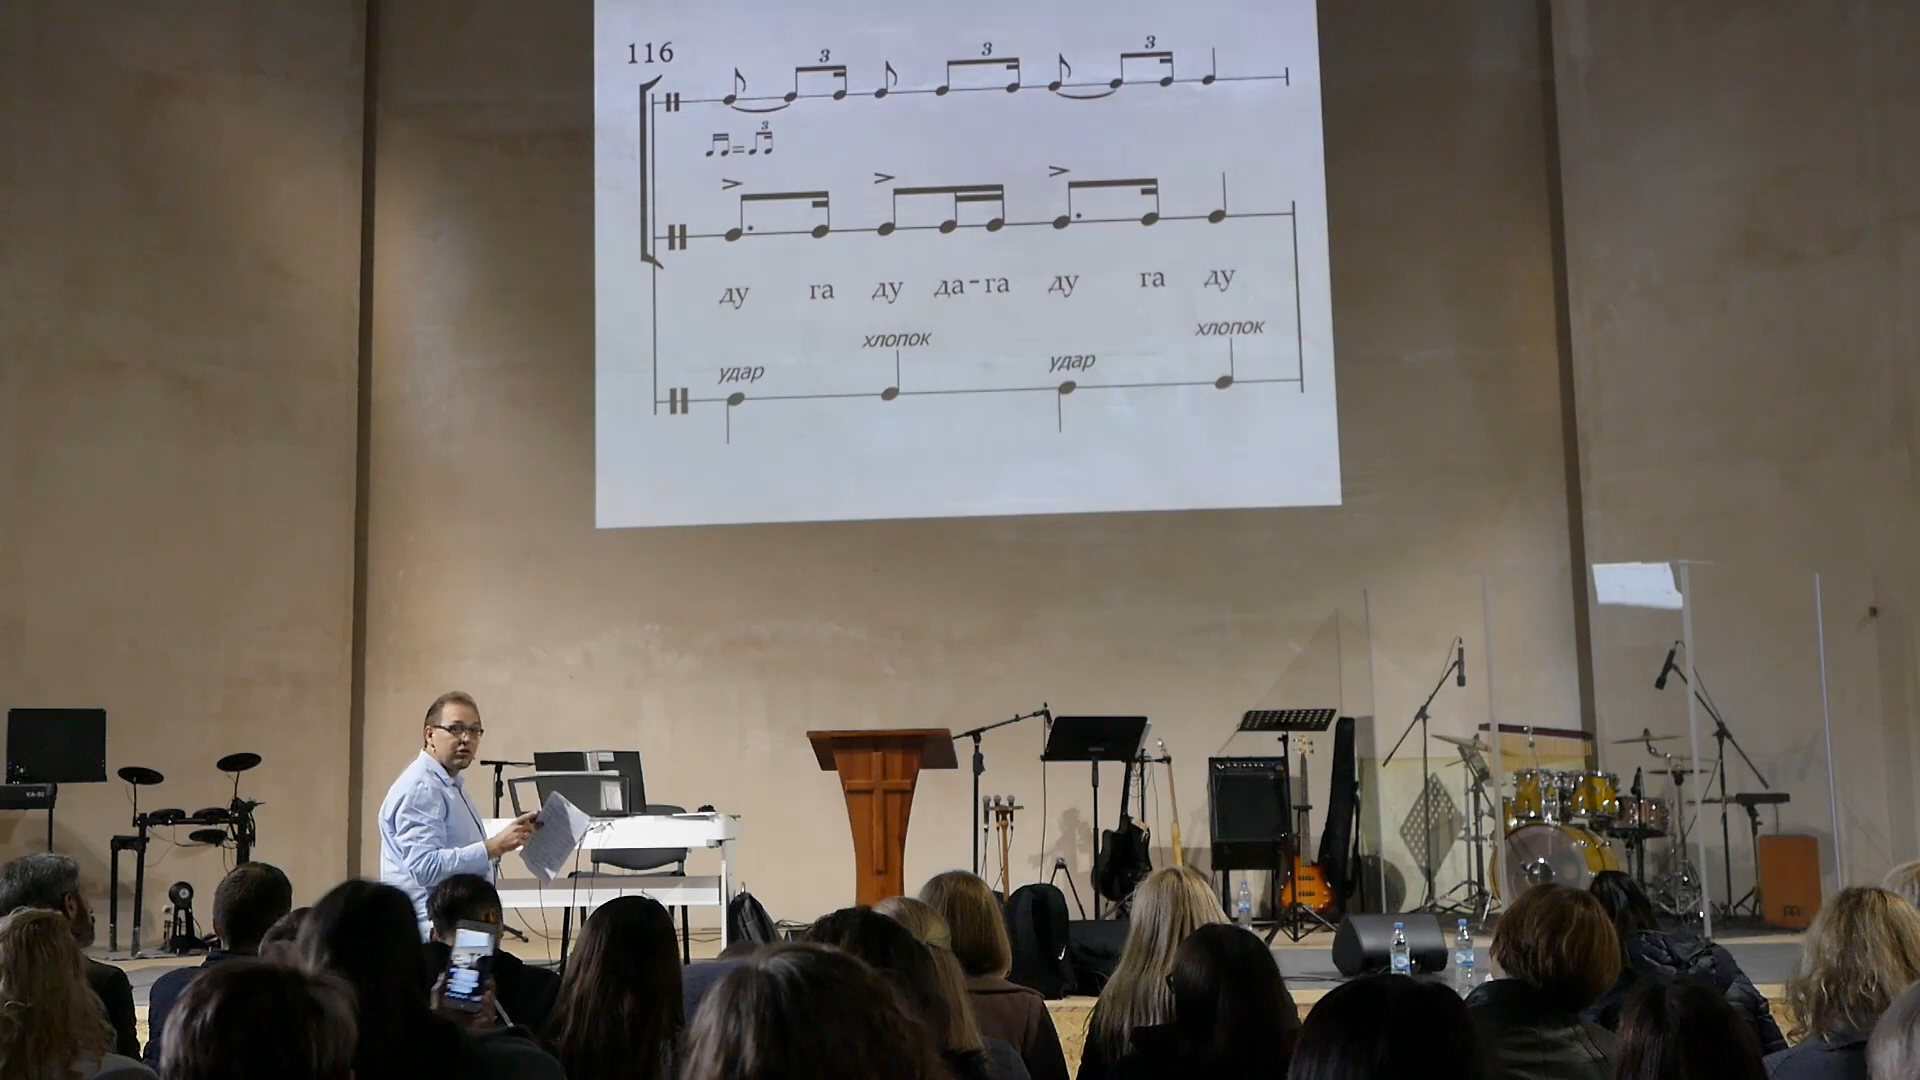 116
3 3 3
3
ду га ду да-га ду га ду
удар хлопок удар хлопок